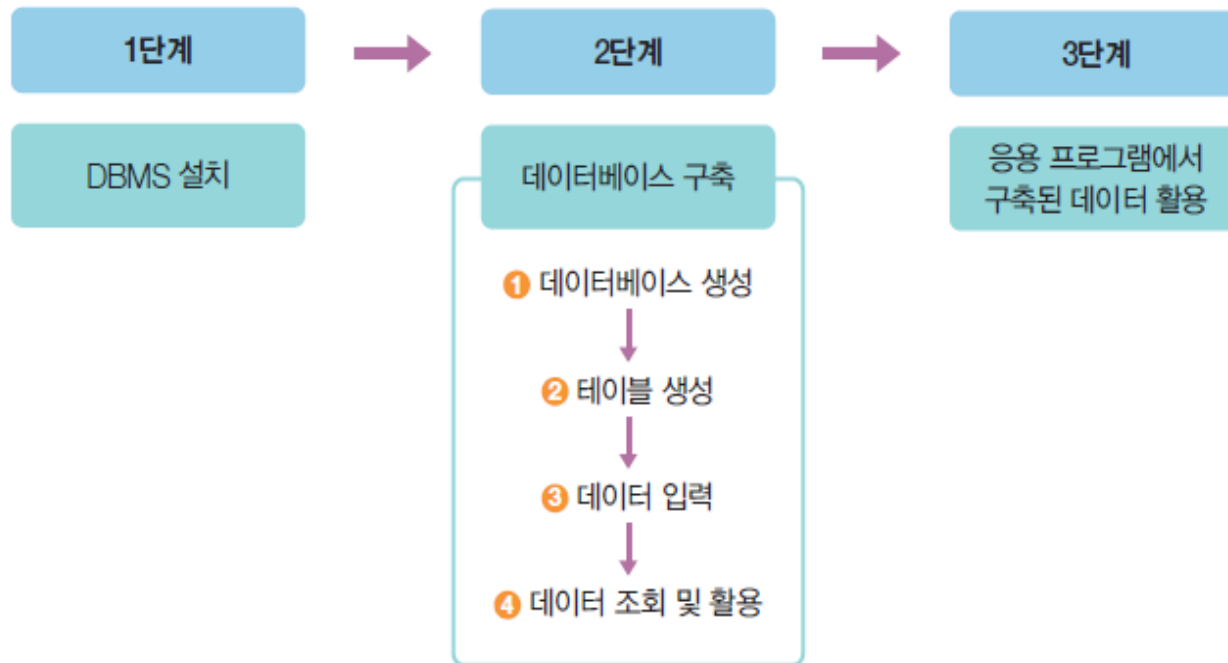 1단계
2단계
3단계
DBMS 설치
데이터베이스 구축
응용 프로그램에서
구축된 데이터 활용
1 데이터베이스 생성
2 테이블 생성
3 데이터 입력
4 데이터 조회 및 활용